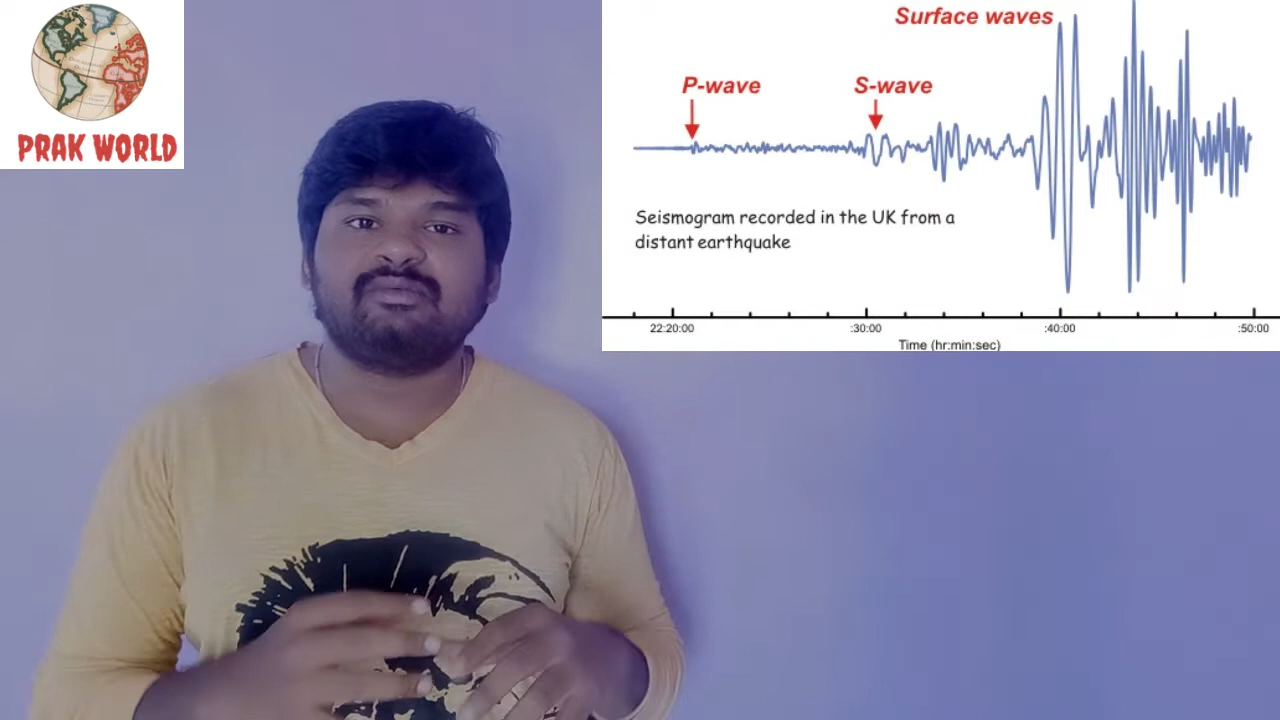 PRAK WORLD
Surface waves
P-wave
S-wave
Seismogram recorded in the UK from a
distant earthquake
22:20:00
:30:00
:40:00
:50:00
Time (hr:min:sec)